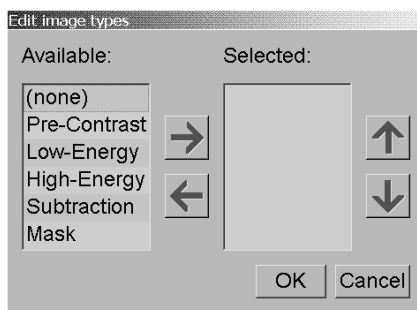 Edit image types
Available:
Selected:
(none)
Pre-Contrast
Low-Energy
High-Energy
Subtraction
Mask
OK
Cancel